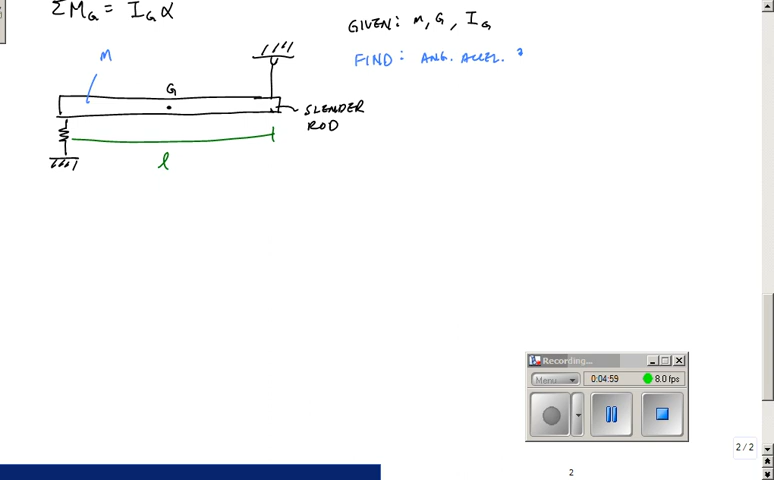 ΣM_G = I_G α
GIVEN: M, G, I_G
FIND: ANG. ACCEL. ?
M
G
SLENDER
ROD
l
Recording...
Menu...
0:04:59
8.0 fps
2 / 2
2